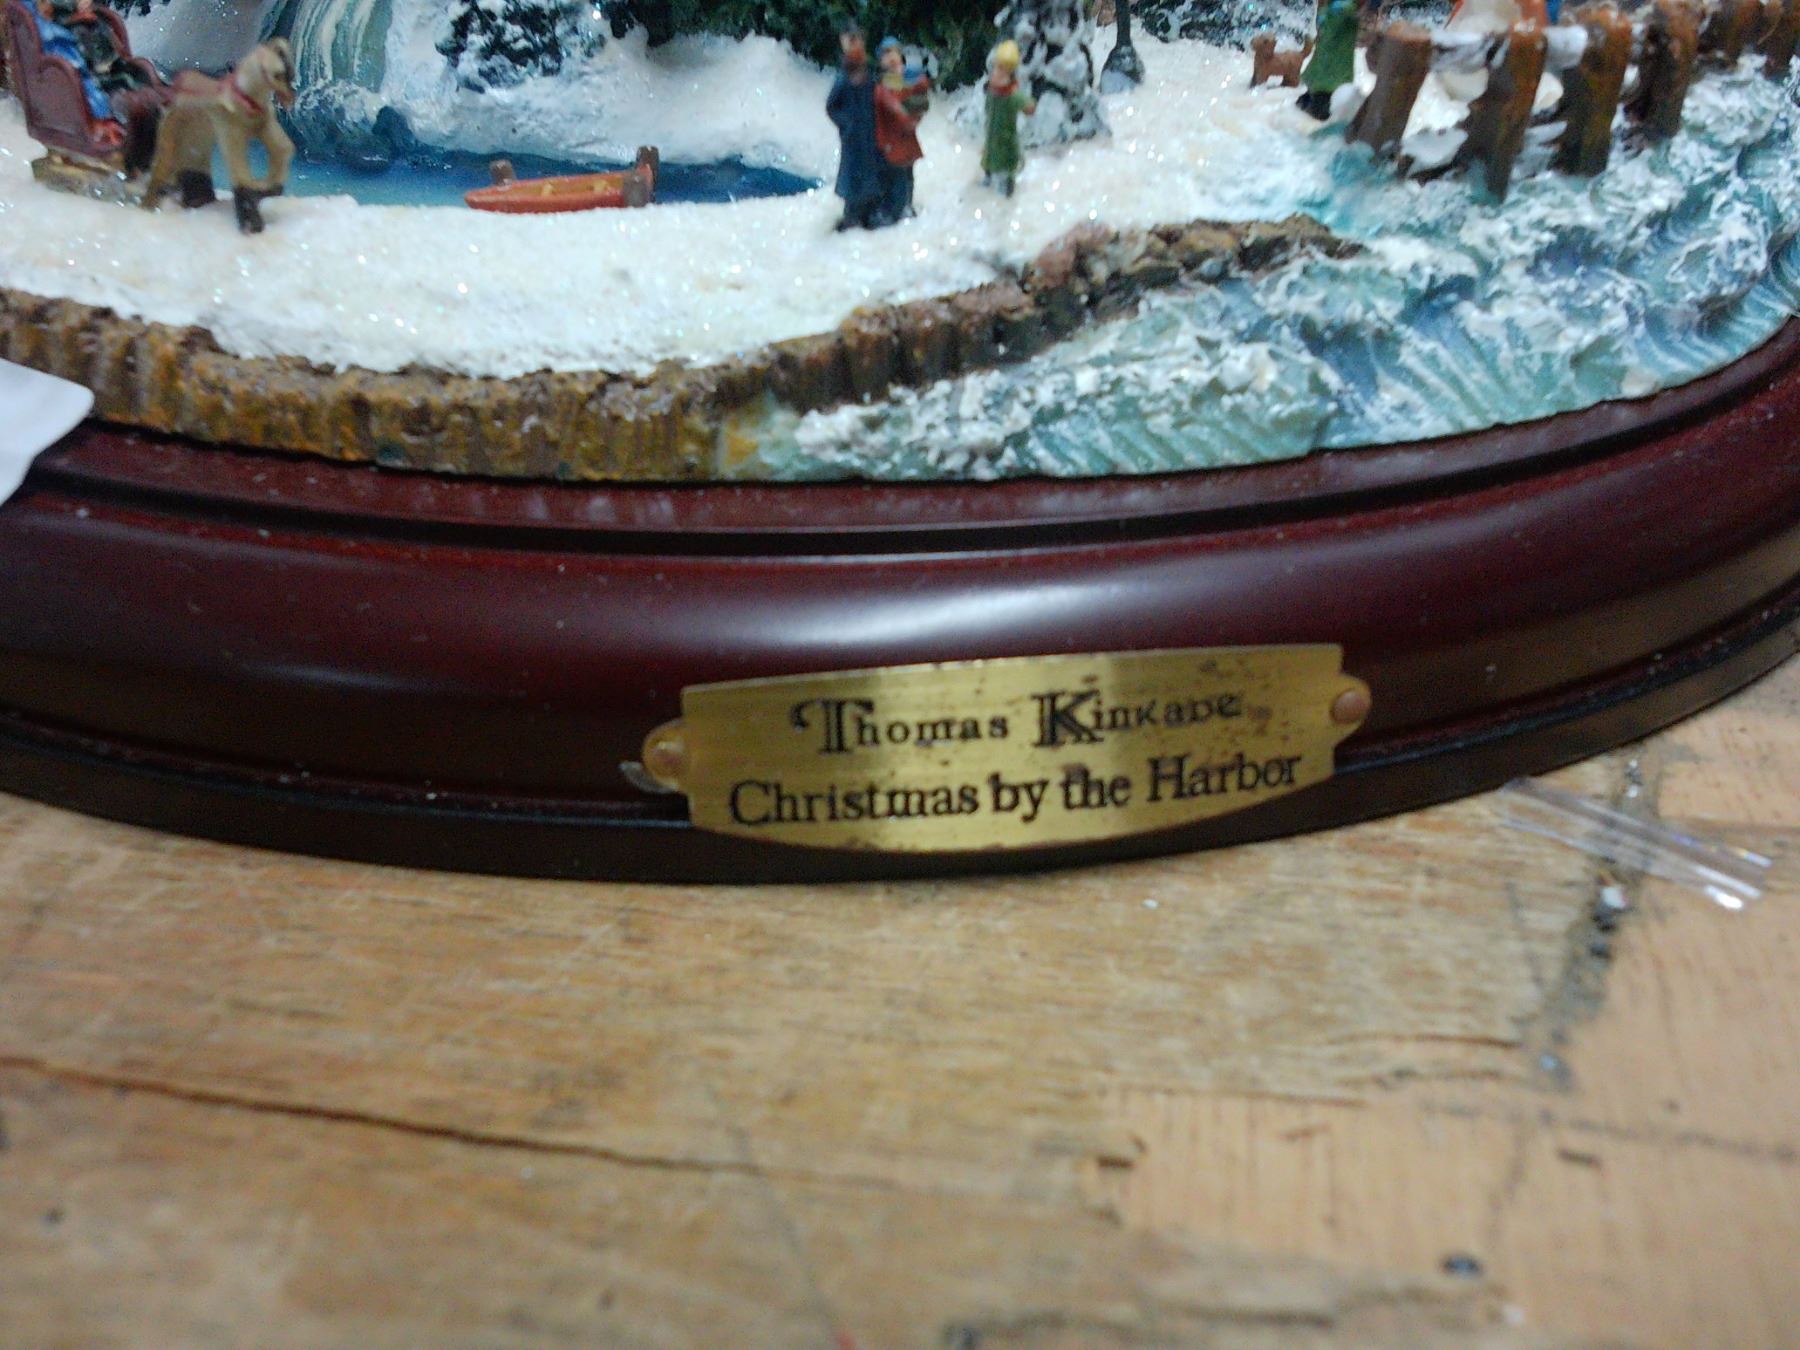 Thomas Kinkade
Christmas by the Harbor